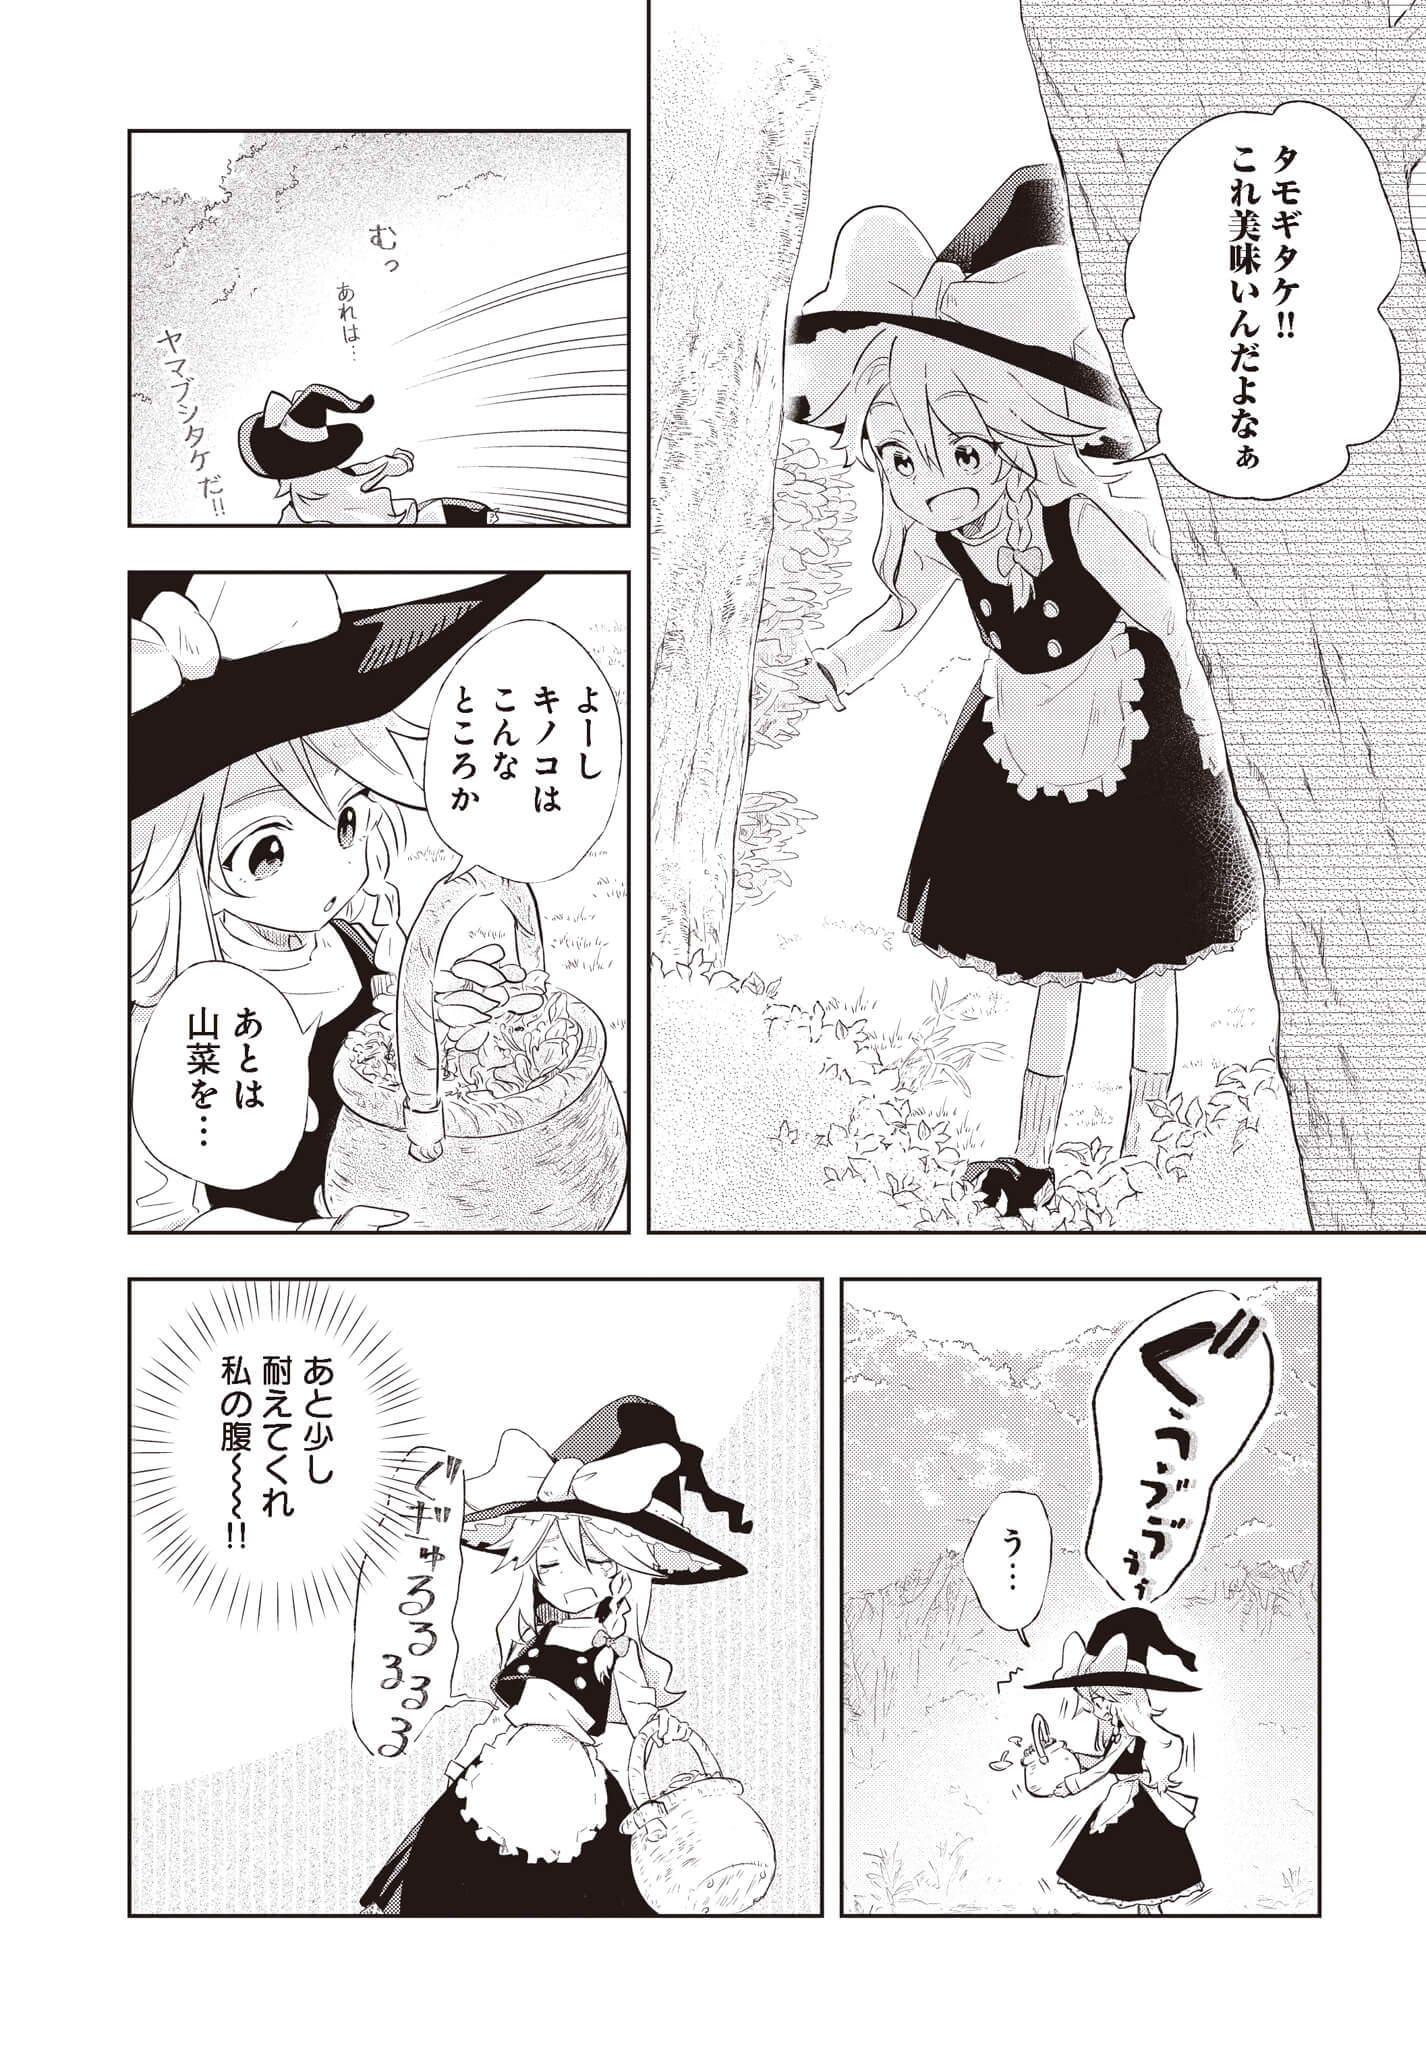 タモギタケ!!
これ美味いんだよなぁ
むっ
あれは…
ヤマブシタケだ!!
よーし
キノコは
こんな
ところか
あとは
山菜を…
ぐぅぅぅぅ
う…
ぐぎゅるるるる
るる
あと少し
耐えてくれ
私の腹〜〜〜!!